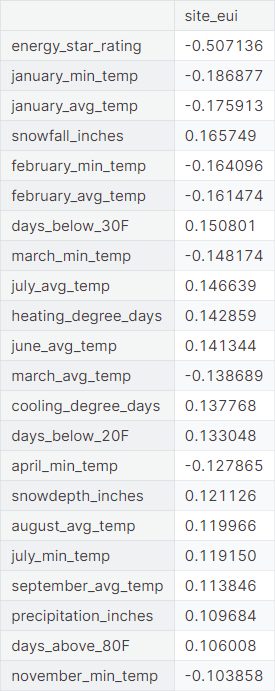 site_eui
energy_star_rating -0.507136
january_min_temp -0.186877
january_avg_temp -0.175913
snowfall_inches 0.165749
february_min_temp -0.164096
february_avg_temp -0.161474
days_below_30F 0.150801
march_min_temp -0.148174
july_avg_temp 0.146639
heating_degree_days 0.142859
june_avg_temp 0.141344
march_avg_temp -0.138689
cooling_degree_days 0.137768
days_below_20F 0.133048
april_min_temp -0.127865
snowdepth_inches 0.121126
august_avg_temp 0.119966
july_min_temp 0.119150
september_avg_temp 0.113846
precipitation_inches 0.109684
days_above_80F 0.106008
november_min_temp -0.103858